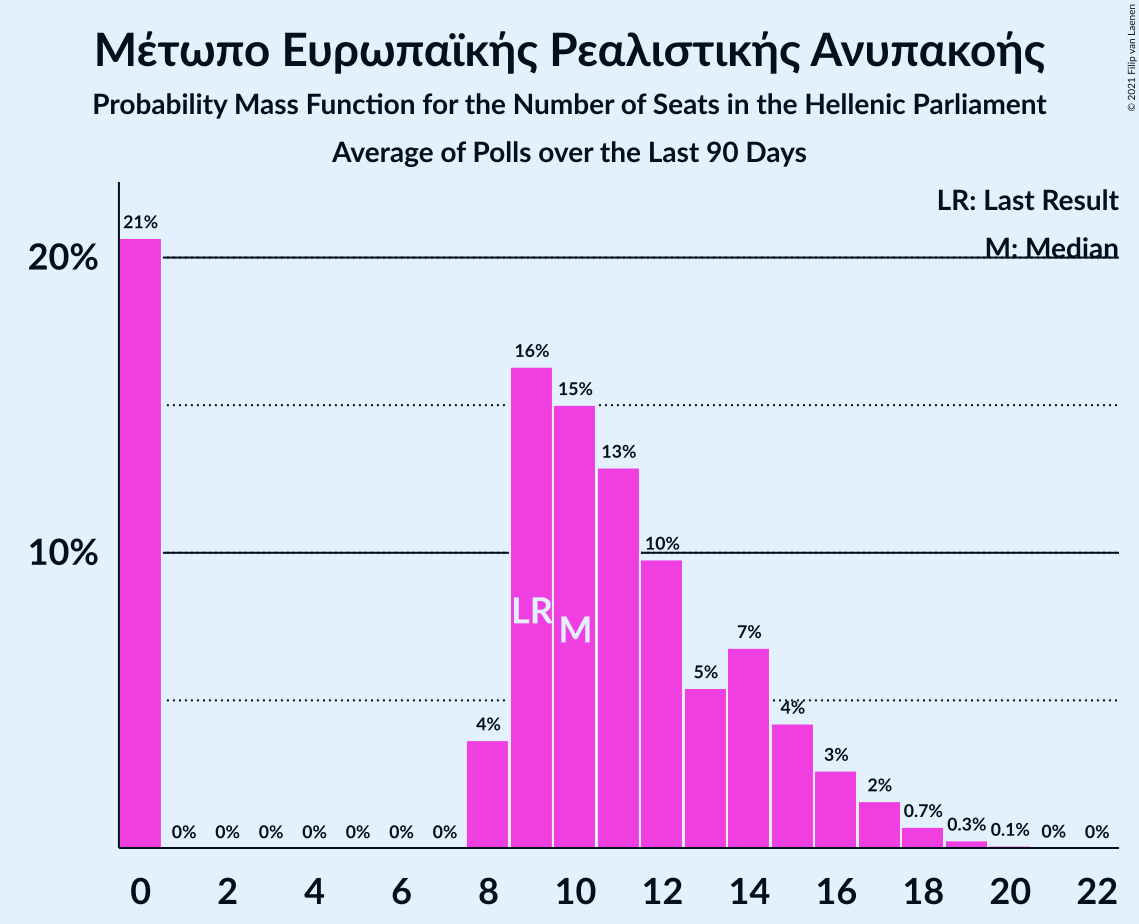 Μέτωπο Ευρωπαϊκής Ρεαλιστικής Ανυπακοής
Probability Mass Function for the Number of Seats in the Hellenic Parliament
Average of Polls over the Last 90 Days
© 2021 Filip van Laenen
LR: Last Result
M: Median
20%
10%
21%
0%
0%
0%
0%
0%
0%
0%
4%
16%
15%
13%
10%
5%
7%
4%
3%
2%
0.7%
0.3%
0.1%
0%
0%
LR
M
0 2 4 6 8 10 12 14 16 18 20 22